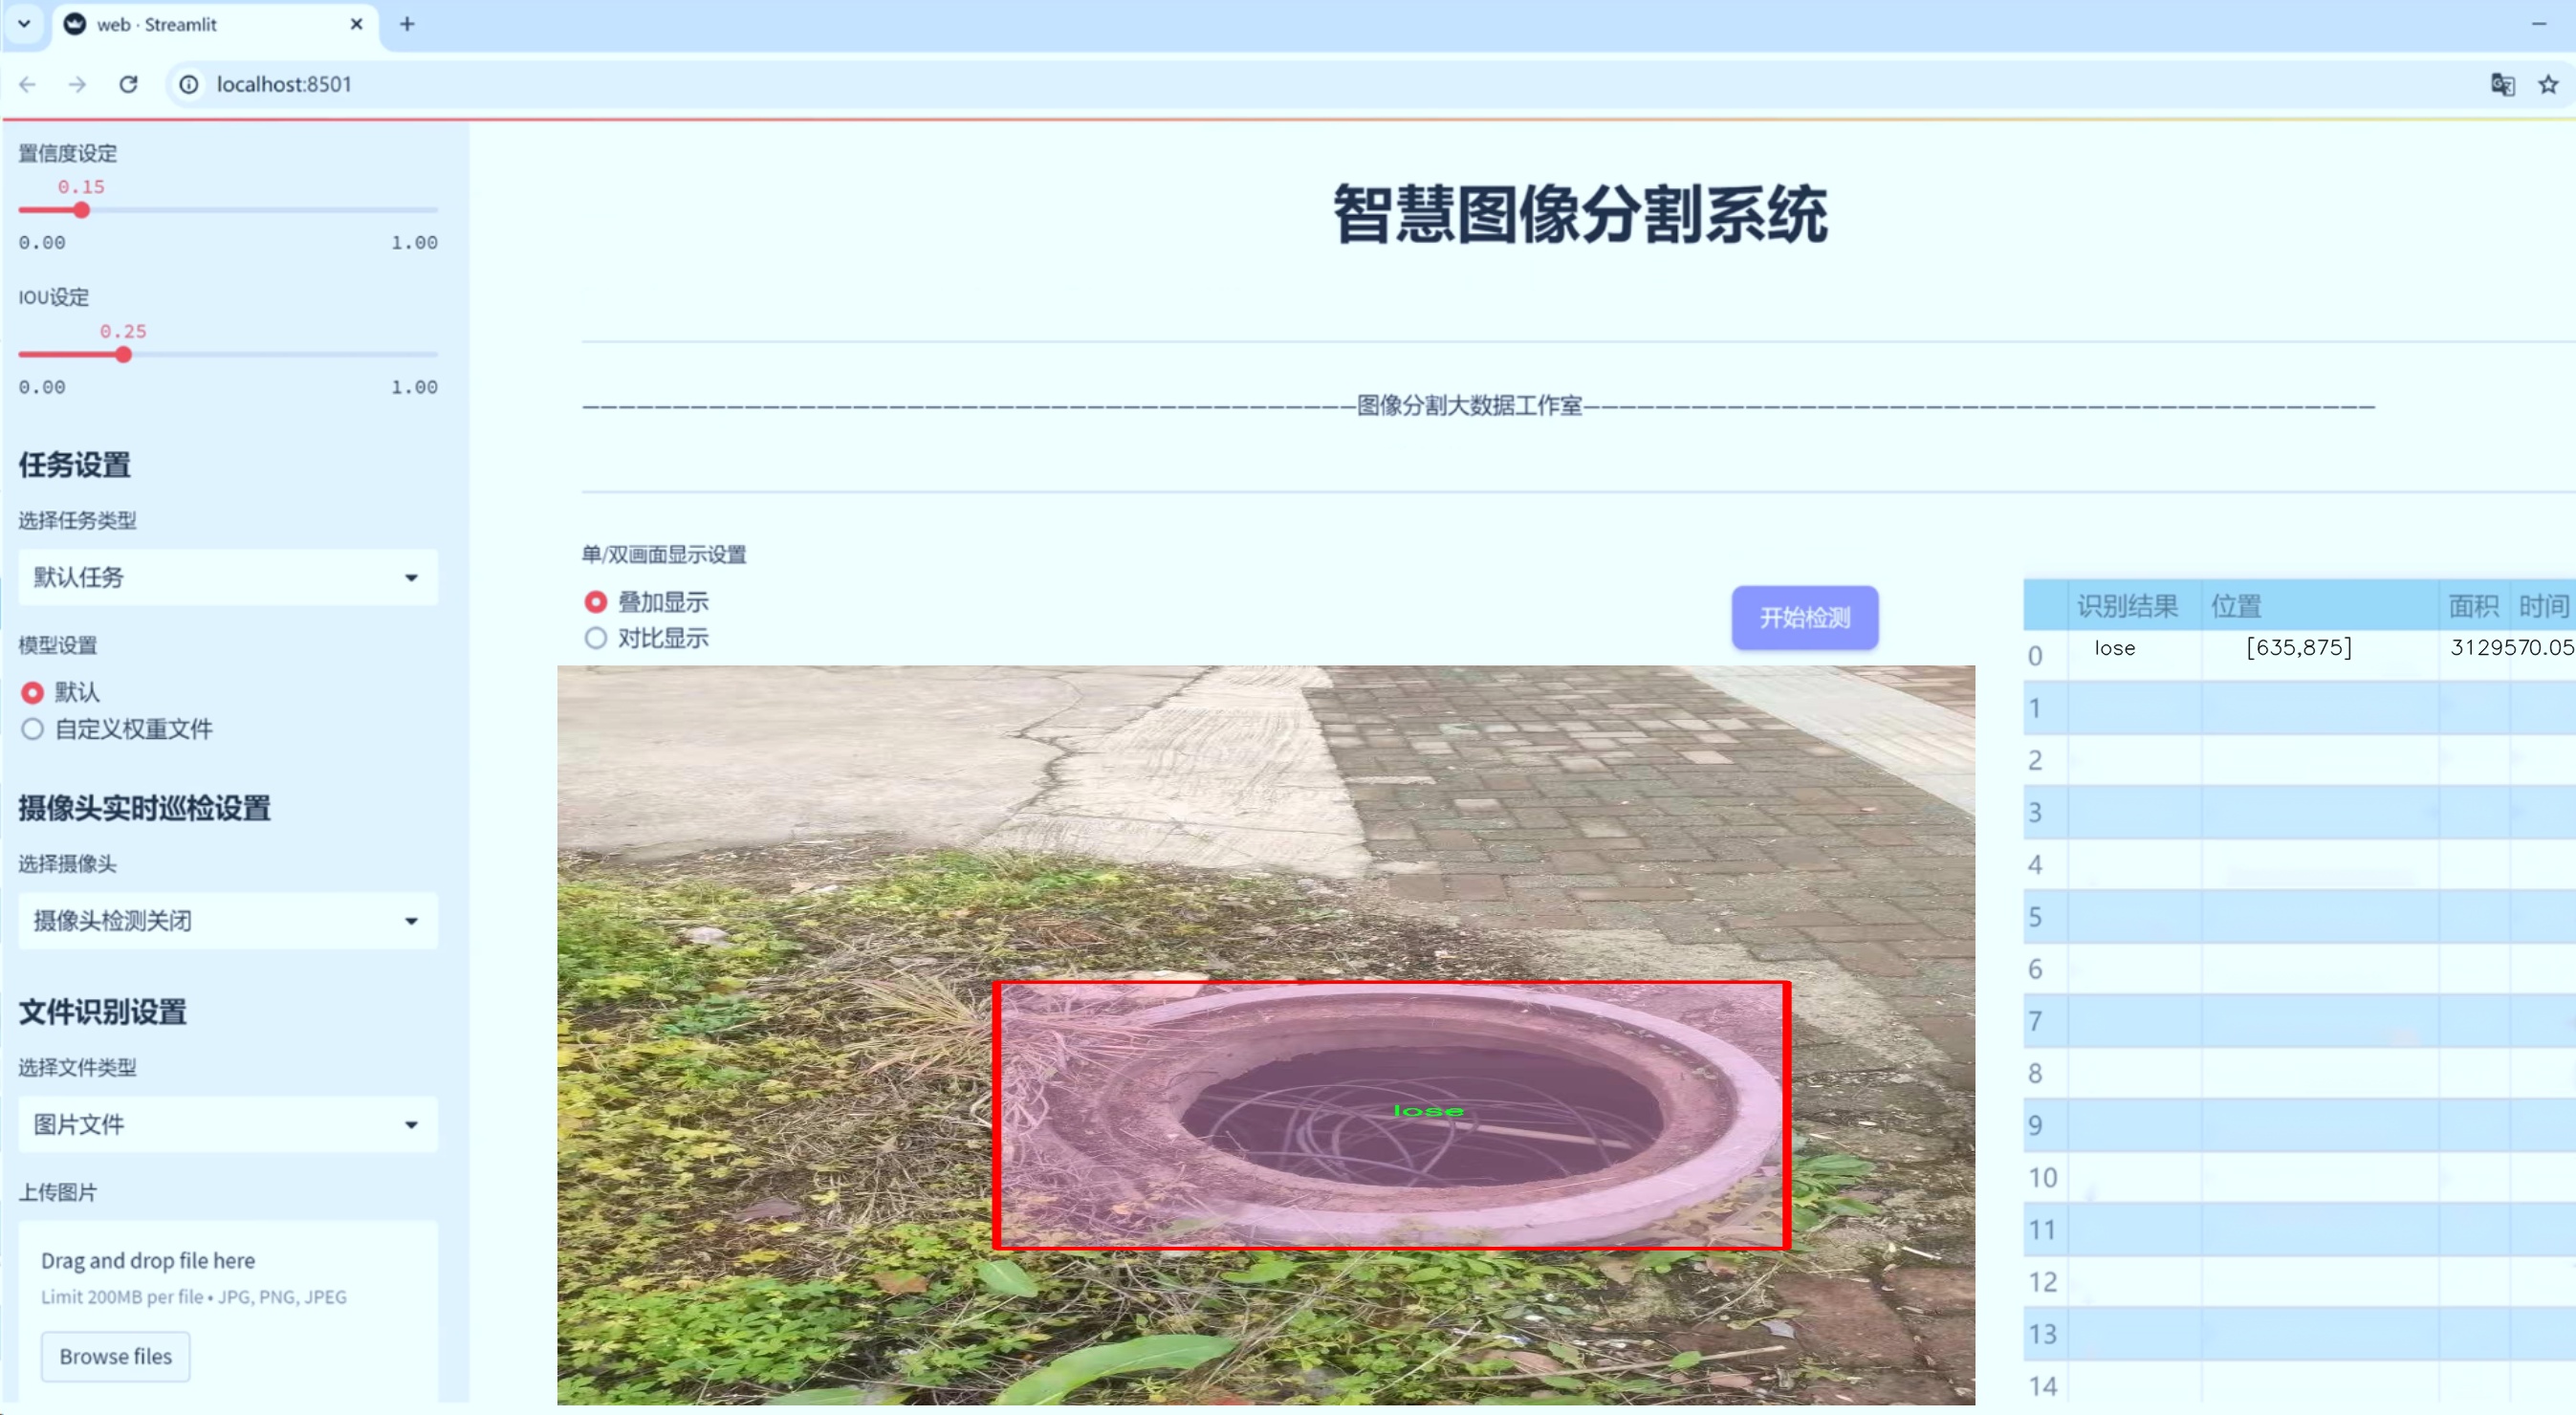 web · Streamlit
localhost:8501
置信度设定
0.15
0.00 1.00
IOU设定
0.25
0.00 1.00
任务设置
选择任务类型
默认任务
模型设置
默认
自定义权重文件
摄像头实时巡检设置
选择摄像头
摄像头检测关闭
文件识别设置
选择文件类型
图片文件
上传图片
Drag and drop file here
Limit 200MB per file • JPG, PNG, JPEG
Browse files
智慧图像分割系统
———————————————————————————————————————————图像分割大数据工作室————————————————————————————————————————————
单/双画面显示设置
叠加显示
对比显示
开始检测
lose
识别结果 位置 面积 时间
0 lose [635,875] 3129570.05
1
2
3
4
5
6
7
8
9
10
11
12
13
14